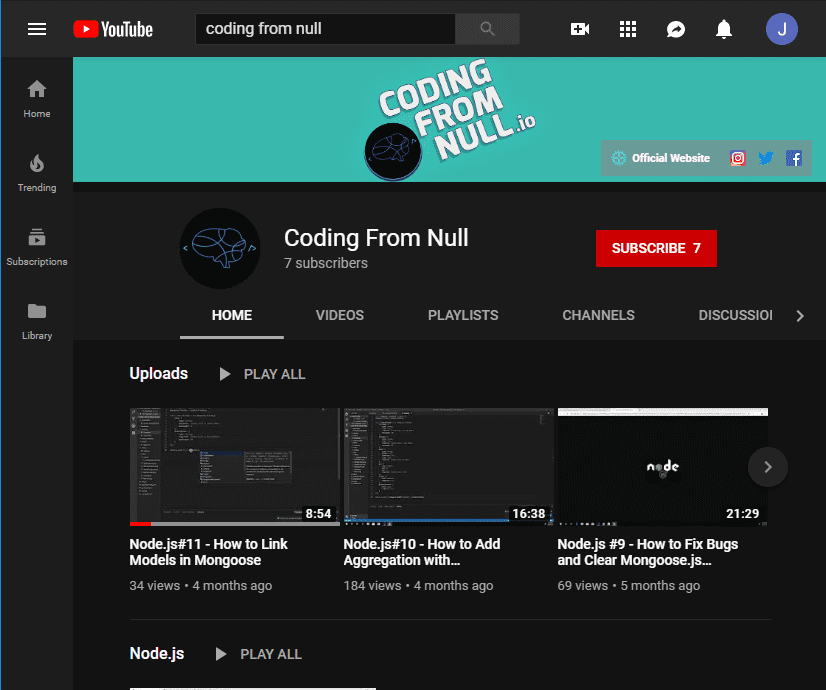 YouTube
coding from null
J
CODING
FROM
NULL.io
Official Website
Home
Trending
Subscriptions
Library
Coding From Null
7 subscribers
SUBSCRIBE 7
HOME VIDEOS PLAYLISTS CHANNELS DISCUSSION
Uploads PLAY ALL
8:54
16:38
node
21:29
Node.js#11 - How to Link
Models in Mongoose
34 views • 4 months ago
Node.js#10 - How to Add
Aggregation with...
184 views • 4 months ago
Node.js #9 - How to Fix Bugs
and Clear Mongoose.js...
69 views • 5 months ago
Node.js PLAY ALL